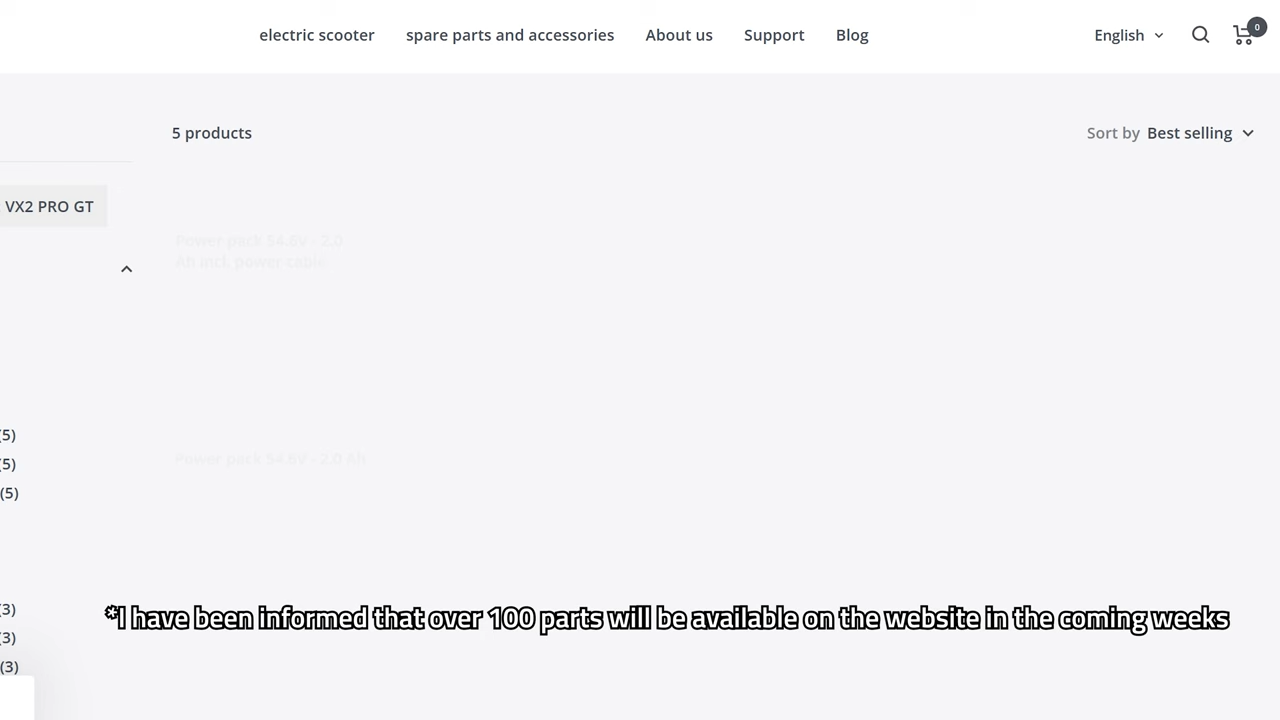 electric scooter spare parts and accessories About us Support Blog English 0
5 products Sort by Best selling
VX2 PRO GT
Power pack 54.6V - 2.0
Ah incl. power cable
(5)
Power pack 54.6V - 2.0 Ah
(5)
(5)
(3)
*I have been informed that over 100 parts will be available on the website in the coming weeks
(3)
(3)